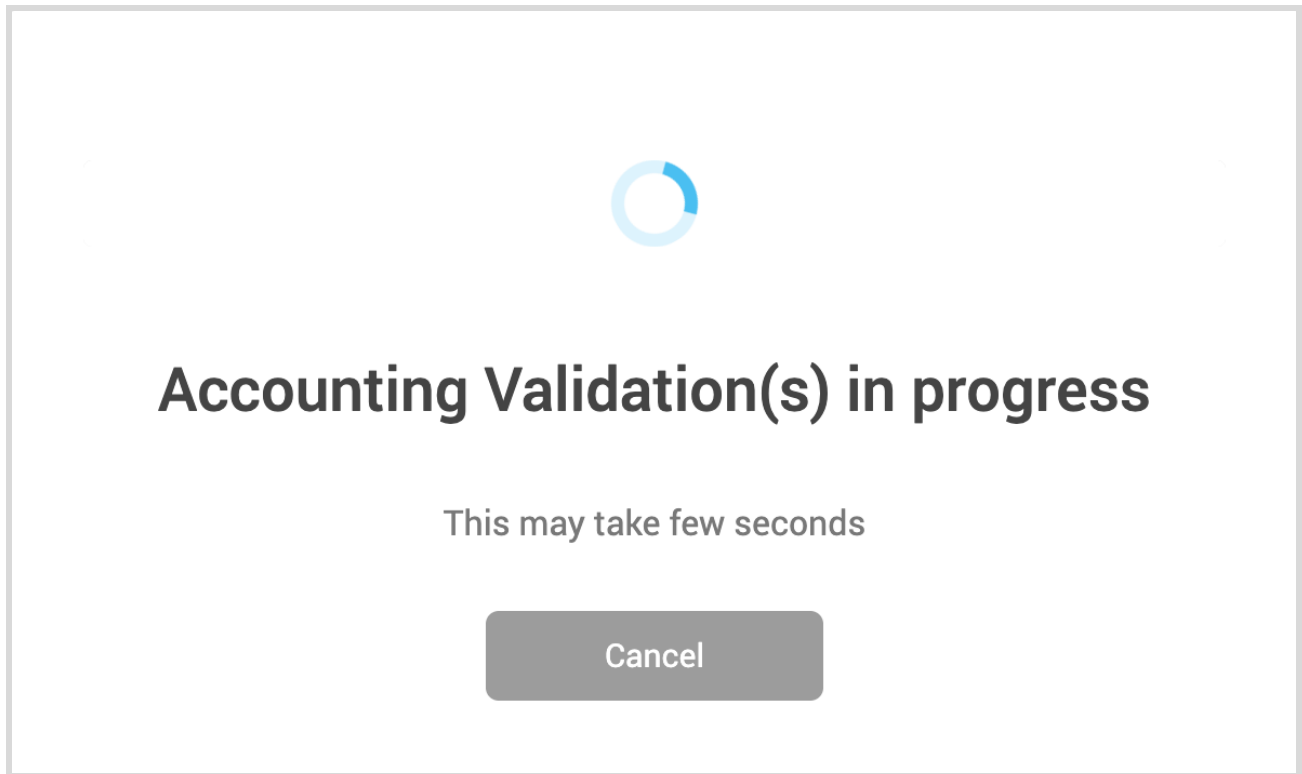 Accounting Validation(s) in progress
This may take few seconds
Cancel